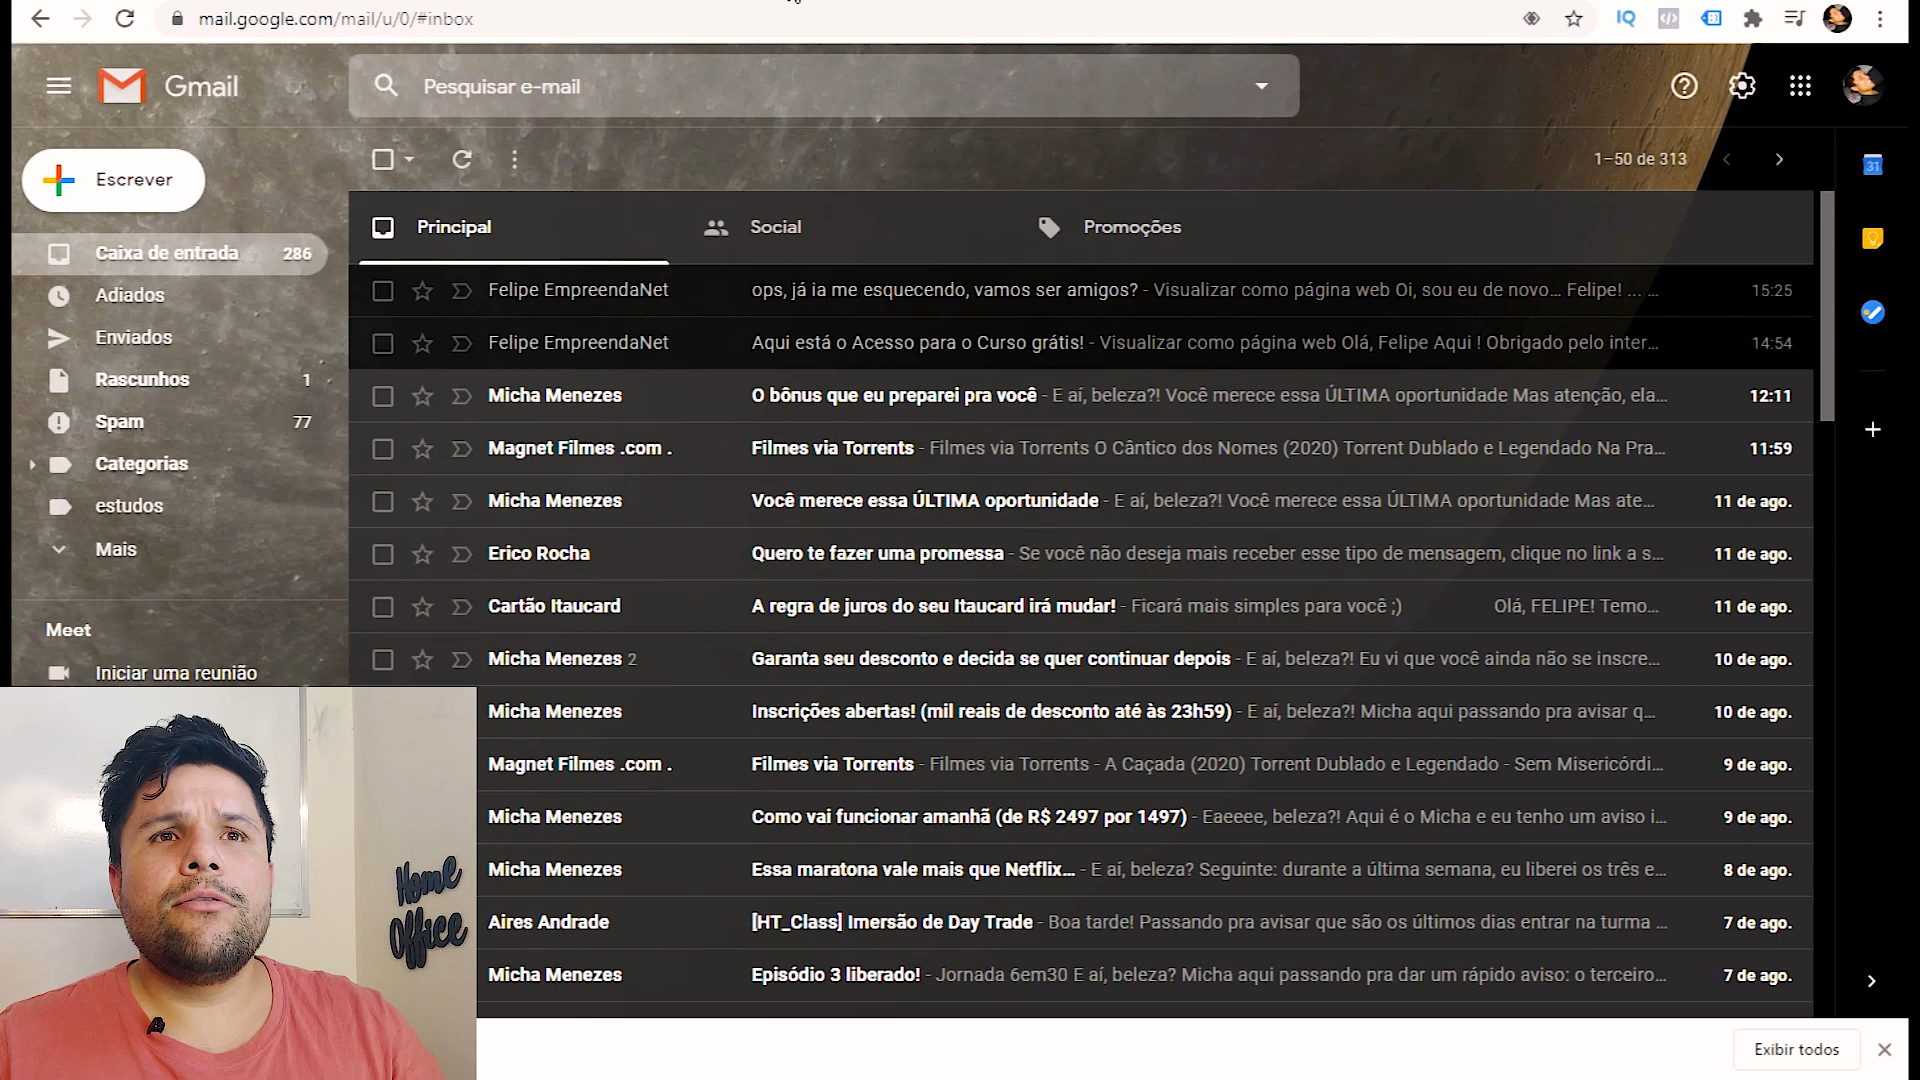 mail.google.com/mail/u/0/#inbox
Gmail
Pesquisar e-mail
Escrever
1–50 de 313
Principal
Social
Promoções
Caixa de entrada 286
Adiados
Enviados
Rascunhos 1
Spam 77
Categorias
estudos
Mais
Meet
Iniciar uma reunião
Felipe EmpreendaNet ops, já ia me esquecendo, vamos ser amigos? - Visualizar como página web Oi, sou eu de novo... Felipe! ... ... 15:25
Felipe EmpreendaNet Aqui está o Acesso para o Curso grátis! - Visualizar como página web Olá, Felipe Aqui ! Obrigado pelo inter... 14:54
Micha Menezes O bônus que eu preparei pra você - E aí, beleza?! Você merece essa ÚLTIMA oportunidade Mas atenção, ela... 12:11
Magnet Filmes .com . Filmes via Torrents - Filmes via Torrents O Cântico dos Nomes (2020) Torrent Dublado e Legendado Na Pra... 11:59
Micha Menezes Você merece essa ÚLTIMA oportunidade - E aí, beleza?! Você merece essa ÚLTIMA oportunidade Mas ate... 11 de ago.
Erico Rocha Quero te fazer uma promessa - Se você não deseja mais receber esse tipo de mensagem, clique no link a s... 11 de ago.
Cartão Itaucard A regra de juros do seu Itaucard irá mudar! - Ficará mais simples para você ;) Olá, FELIPE! Temo... 11 de ago.
Micha Menezes 2 Garanta seu desconto e decida se quer continuar depois - E aí, beleza?! Eu vi que você ainda não se inscre... 10 de ago.
Micha Menezes Inscrições abertas! (mil reais de desconto até às 23h59) - E aí, beleza?! Micha aqui passando pra avisar q... 10 de ago.
Magnet Filmes .com . Filmes via Torrents - Filmes via Torrents - A Caçada (2020) Torrent Dublado e Legendado - Sem Misericórdi... 9 de ago.
Micha Menezes Como vai funcionar amanhã (de R$ 2497 por 1497) - Eaeeee, beleza?! Aqui é o Micha e eu tenho um aviso i... 9 de ago.
Micha Menezes Essa maratona vale mais que Netflix... - E aí, beleza? Seguinte: durante a última semana, eu liberei os três e... 8 de ago.
Aires Andrade [HT_Class] Imersão de Day Trade - Boa tarde! Passando pra avisar que são os últimos dias entrar na turma ... 7 de ago.
Micha Menezes Episódio 3 liberado! - Jornada 6em30 E aí, beleza? Micha aqui passando pra dar um rápido aviso: o terceiro... 7 de ago.
Home
Office
Exibir todos
31
IQ